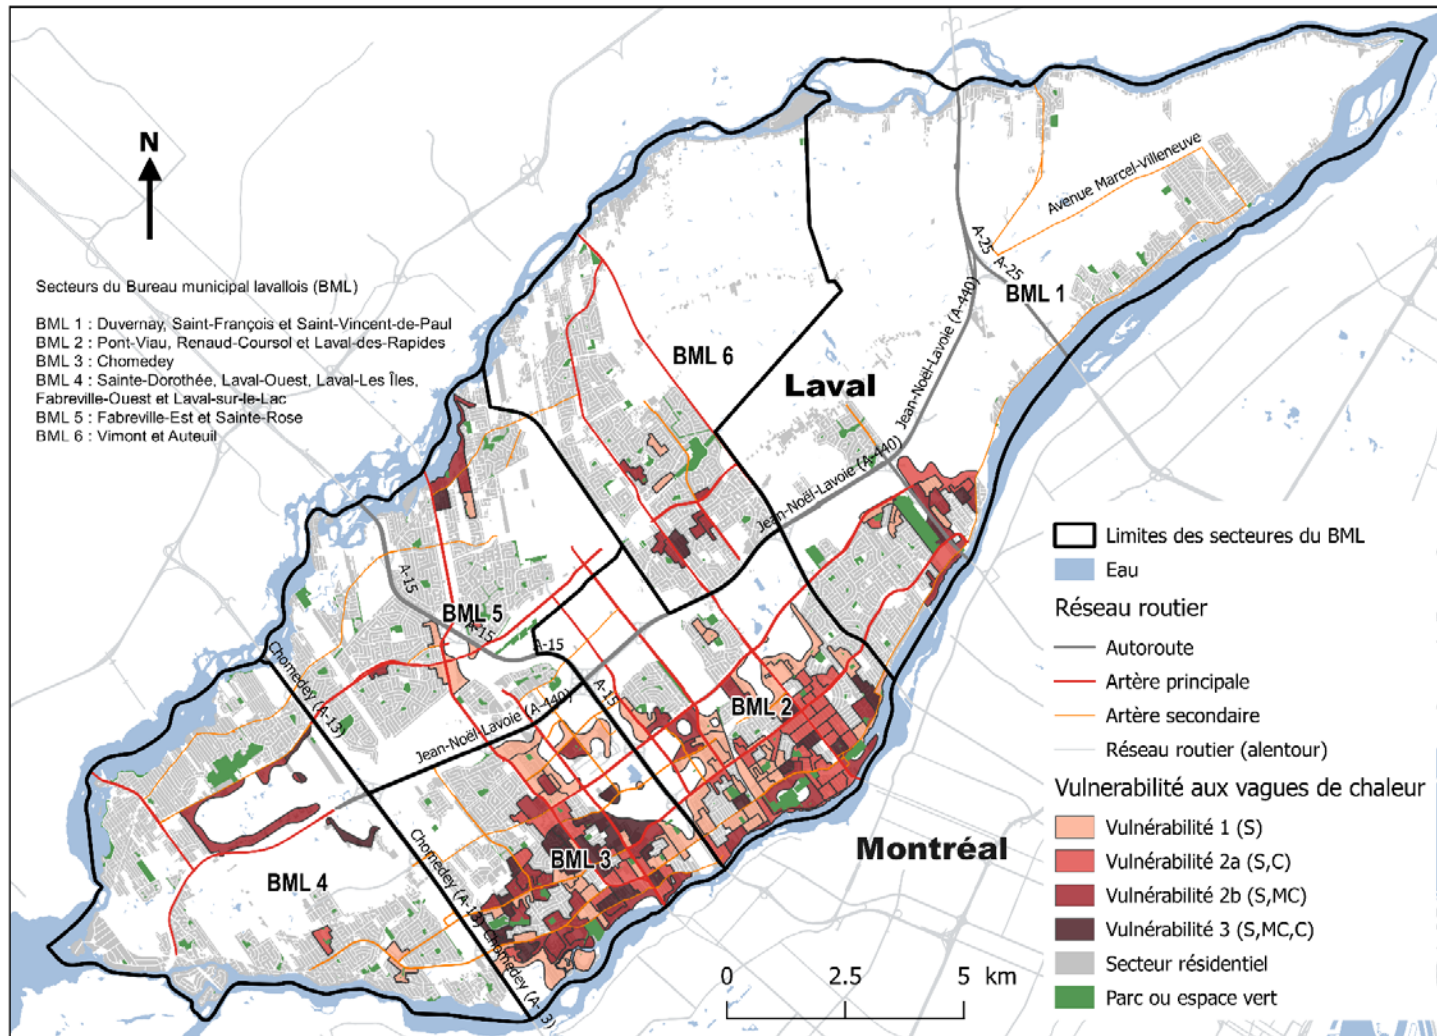 N
Secteurs du Bureau municipal lavallois (BML)
BML 1 : Duvernay, Saint-François et Saint-Vincent-de-Paul
BML 2 : Pont-Viau, Renaud-Coursol et Laval-des-Rapides
BML 3 : Chomedey
BML 4 : Sainte-Dorothée, Laval-Ouest, Laval-Les Îles,
Fabreville-Ouest et Laval-sur-le-Lac
BML 5 : Fabreville-Est et Sainte-Rose
BML 6 : Vimont et Auteuil
Avenue Marcel-Villeneuve
A-25
A-25
BML 1
BML 6
Laval
Jean-Noël-Lavoie (A-440)
Jean-Noël-Lavoie (A-440)
A-15
BML 5
A-15
A-15
A-15
Chomedey (A-13)
Jean-Noël-Lavoie (A-440)
BML 2
BML 3
BML 4
Chomedey (A-13)
Chomedey (A-13)
Montréal
0 2.5 5 km
Limites des secteures du BML
Eau
Réseau routier
Autoroute
Artère principale
Artère secondaire
Réseau routier (alentour)
Vulnerabilité aux vagues de chaleur
Vulnérabilité 1 (S)
Vulnérabilité 2a (S,C)
Vulnérabilité 2b (S,MC)
Vulnérabilité 3 (S,MC,C)
Secteur résidentiel
Parc ou espace vert